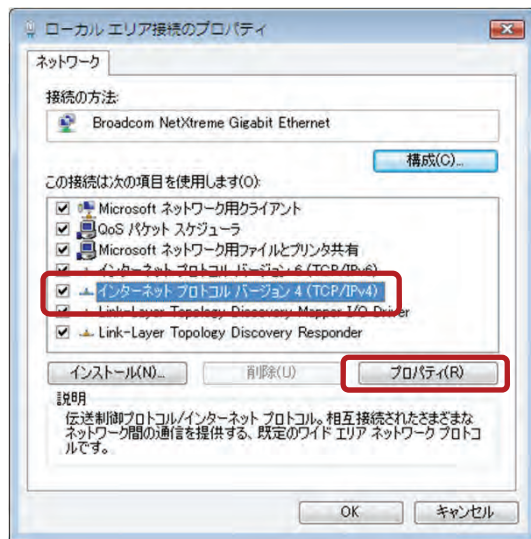 ローカル エリア接続のプロパティ
ネットワーク
接続の方法:
Broadcom NetXtreme Gigabit Ethernet
構成(C)...
この接続は次の項目を使用します(O):
Microsoft ネットワーク用クライアント
QoS パケット スケジューラ
Microsoft ネットワーク用ファイルとプリンタ共有
インターネット プロトコル バージョン 6 (TCP/IPv6)
インターネット プロトコル バージョン 4 (TCP/IPv4)
Link-Layer Topology Discovery Mapper I/O Driver
Link-Layer Topology Discovery Responder
インストール(N)...
削除(U)
プロパティ(R)
説明
伝送制御プロトコル/インターネット プロトコル。相互接続されたさまざまな
ネットワーク間の通信を提供する、既定のワイド エリア ネットワーク プロトコ
ルです。
OK
キャンセル